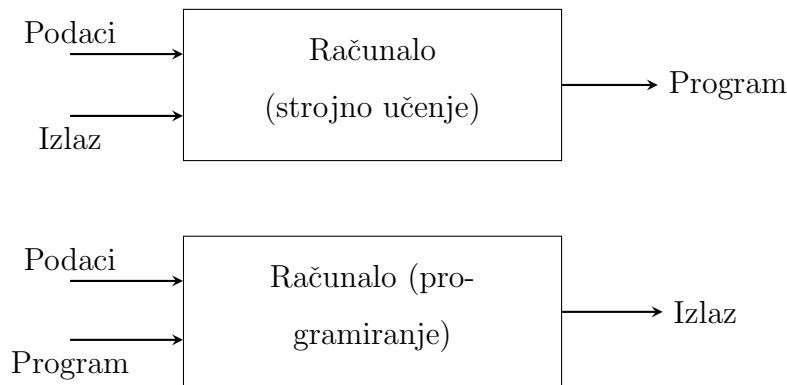 Podaci
Računalo
(strojno učenje)
Program
Izlaz
Podaci
Računalo (pro-
gramiranje)
Izlaz
Program